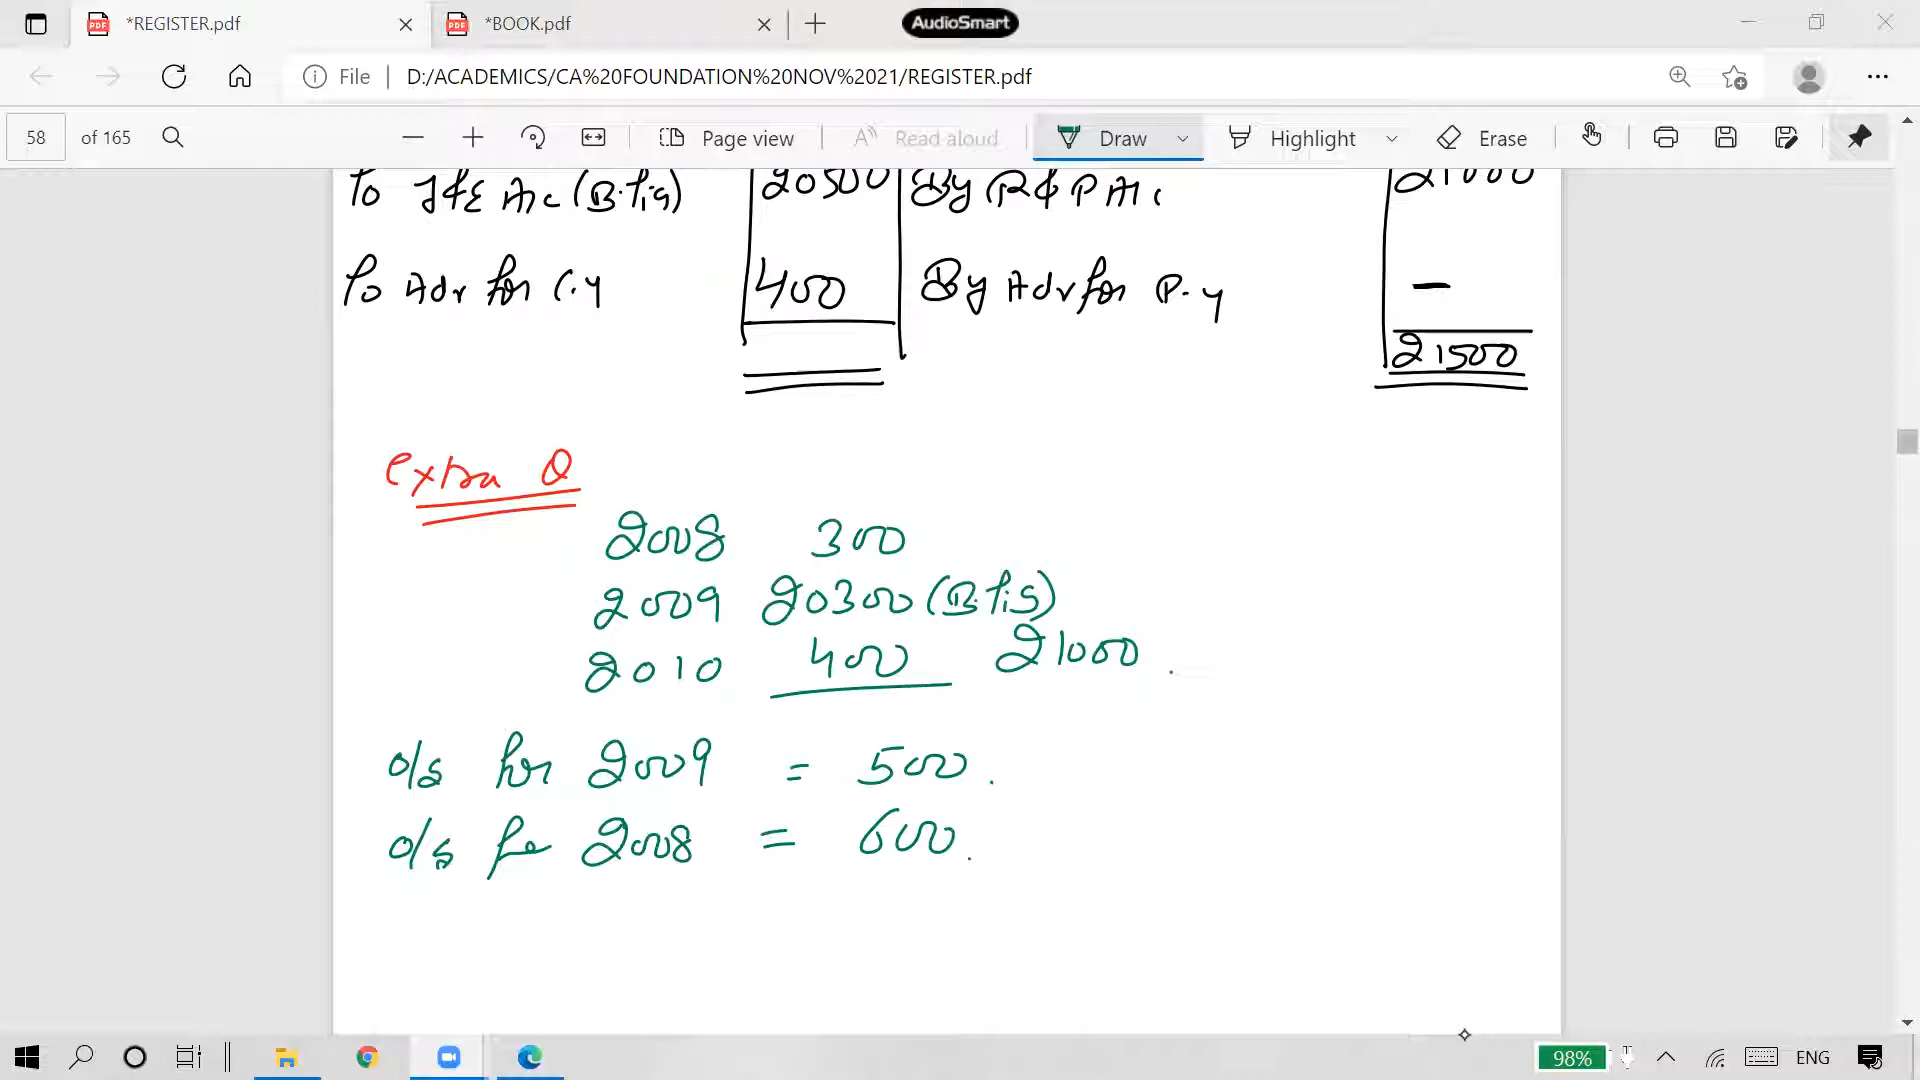 *REGISTER.pdf
*BOOK.pdf
AudioSmart
File
D:/ACADEMICS/CA%20FOUNDATION%20NOV%2021/REGISTER.pdf
58 of 165
Page view
Read aloud
Draw
Highlight
Erase
To I&E A/c (B.fig) 20500 By R&P A/c 21000
To Adv for C.Y 400 By Adv for P.Y —
21500
Extra Q
2008 300
2009 20300 (B.fig)
2010 400 21000
o/s for 2009 = 500.
o/s for 2008 = 600.
98%
ENG